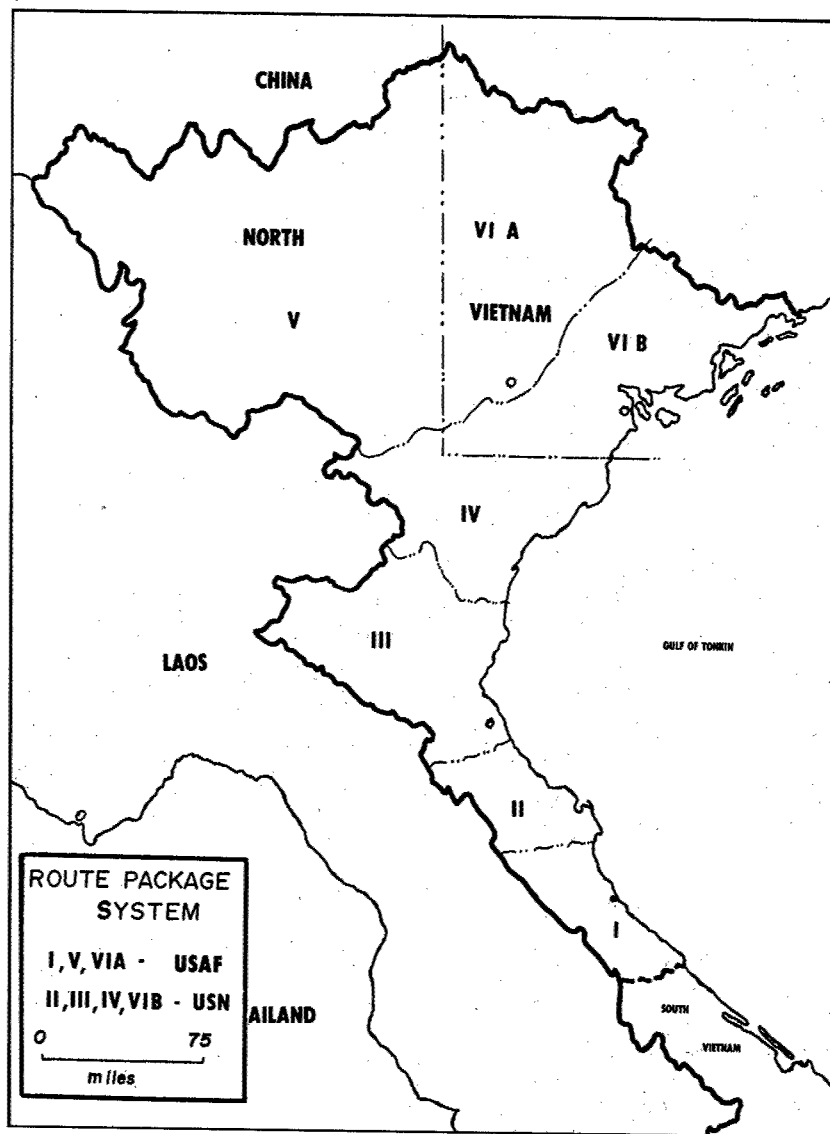 CHINA
NORTH
VI A
V
VIETNAM
VI B
IV
III
GULF OF TONKIN
LAOS
II
I
SOUTH
VIETNAM
AILAND
ROUTE PACKAGE
SYSTEM
I, V, VIA - USAF
II, III, IV, VIB - USN
0 75
miles